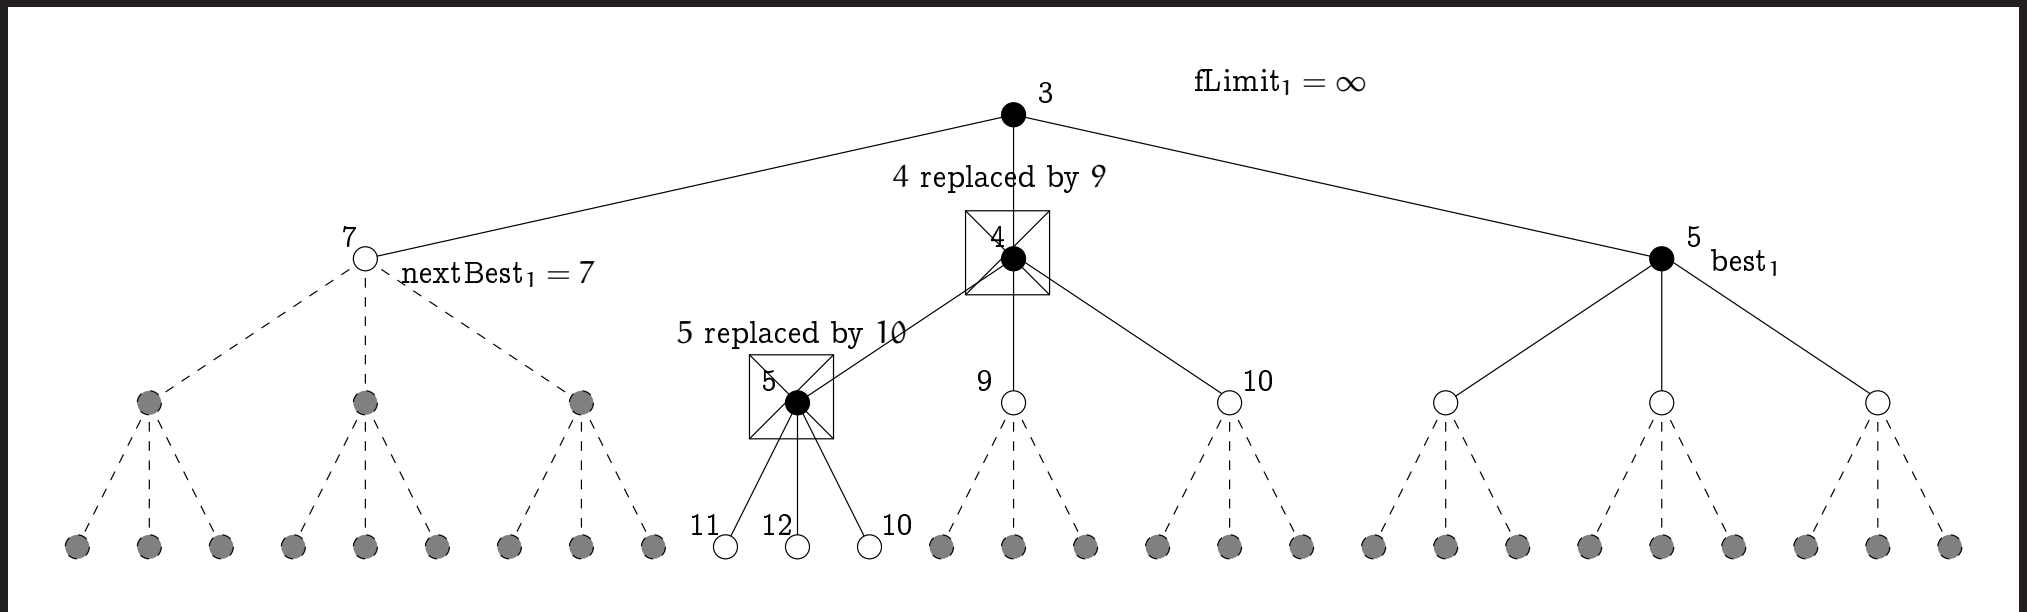 fLimit₁ = ∞
3
4 replaced by 9
7
4
5
nextBest₁ = 7
best₁
5 replaced by 10
5
9
10
11
12
10